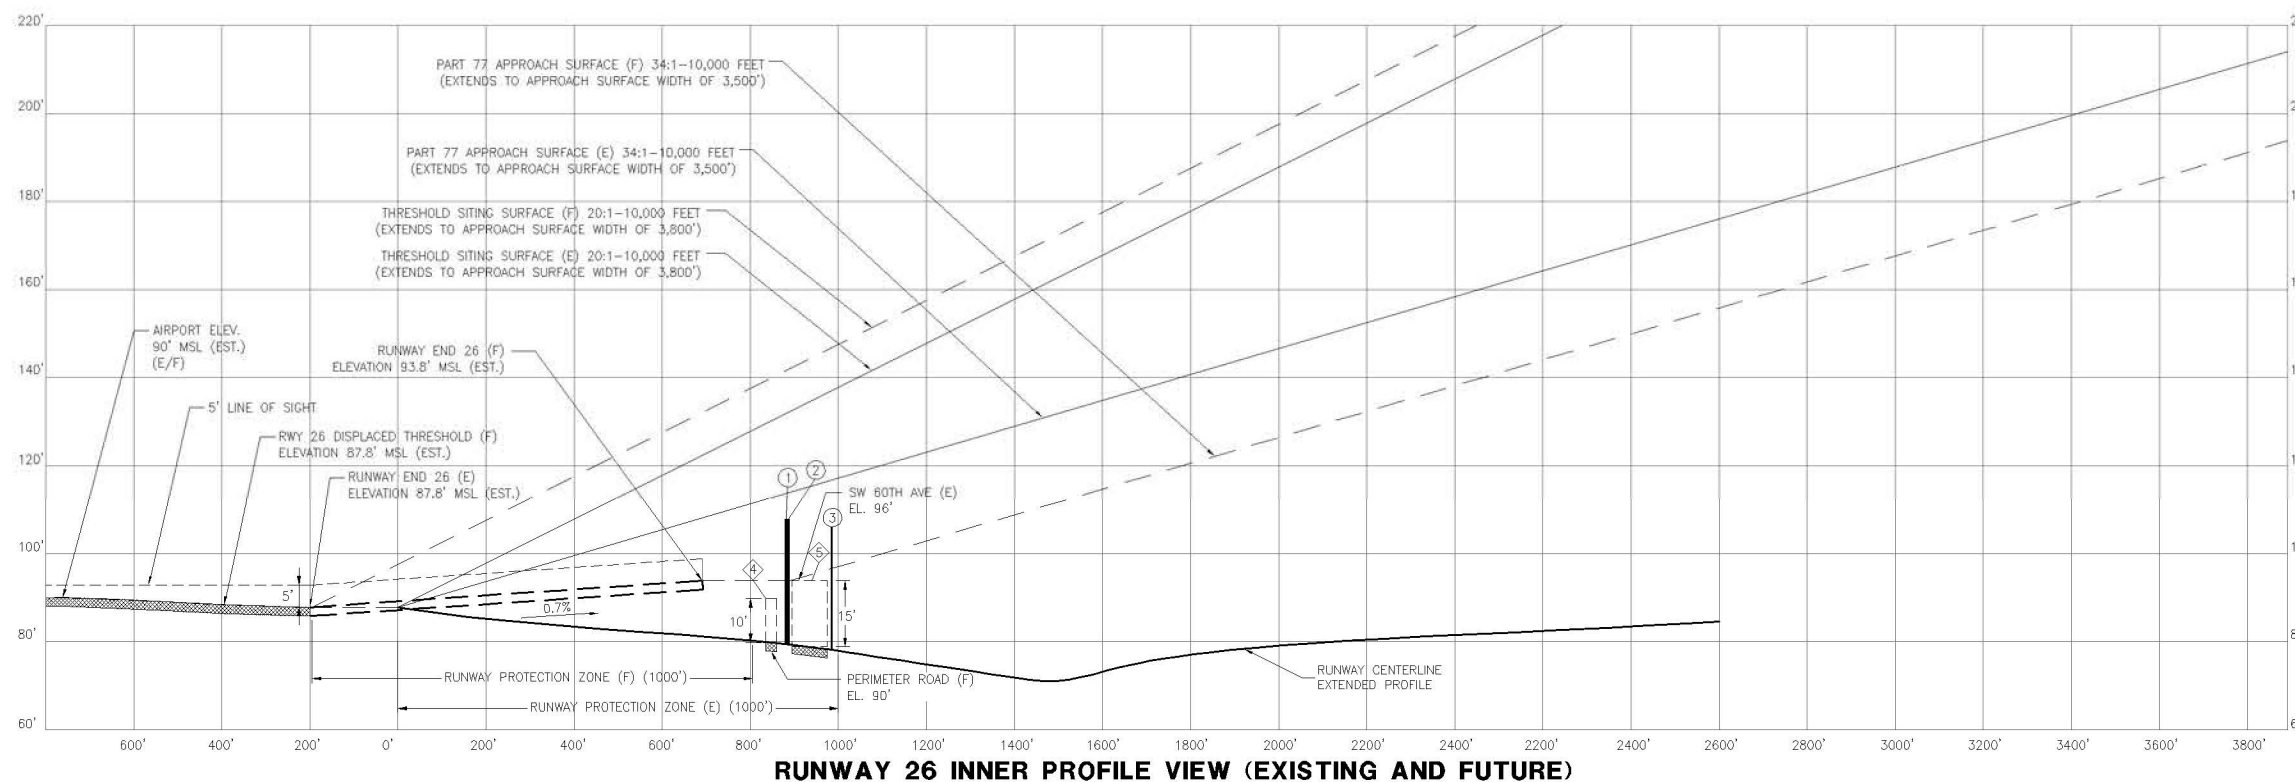 220'
200'
180'
160'
140'
120'
100'
80'
60'
PART 77 APPROACH SURFACE (F) 34:1-10,000 FEET
(EXTENDS TO APPROACH SURFACE WIDTH OF 3,500')
PART 77 APPROACH SURFACE (E) 34:1-10,000 FEET
(EXTENDS TO APPROACH SURFACE WIDTH OF 3,500')
THRESHOLD SITING SURFACE (F) 20:1-10,000 FEET
(EXTENDS TO APPROACH SURFACE WIDTH OF 3,800')
THRESHOLD SITING SURFACE (E) 20:1-10,000 FEET
(EXTENDS TO APPROACH SURFACE WIDTH OF 3,800')
AIRPORT ELEV.
90' MSL (EST.)
(E/F)
RUNWAY END 26 (F)
ELEVATION 93.8' MSL (EST.)
5' LINE OF SIGHT
RWY 26 DISPLACED THRESHOLD (F)
ELEVATION 87.8' MSL (EST.)
RUNWAY END 26 (E)
ELEVATION 87.8' MSL (EST.)
1
2
SW 60TH AVE (E)
EL. 96'
3
4
5
5'
0.7%
10'
15'
RUNWAY PROTECTION ZONE (F) (1000')
PERIMETER ROAD (F)
EL. 90'
RUNWAY PROTECTION ZONE (E) (1000')
RUNWAY CENTERLINE
EXTENDED PROFILE
600' 400' 200' 0' 200' 400' 600' 800' 1000' 1200' 1400' 1600' 1800' 2000' 2200' 2400' 2200' 2400' 2600' 2800' 3000' 3200' 3400' 3600' 3800'
RUNWAY 26 INNER PROFILE VIEW (EXISTING AND FUTURE)